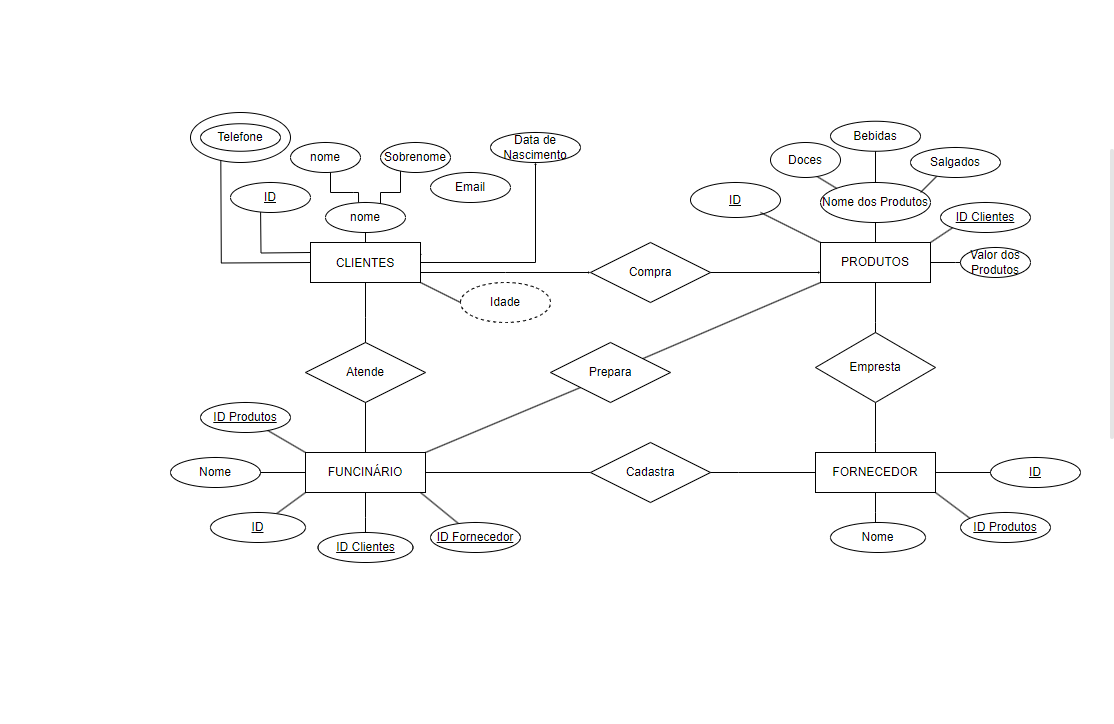 Telefone
nome
Sobrenome
Data de
Nascimento
Bebidas
Doces
Salgados
ID
Email
ID
Nome dos Produtos
nome
ID Clientes
CLIENTES
Compra
PRODUTOS
Valor dos
Produtos
Idade
Atende
Prepara
Empresta
ID Produtos
Nome
FUNCINÁRIO
Cadastra
FORNECEDOR
ID
ID
ID Clientes
ID Fornecedor
Nome
ID Produtos